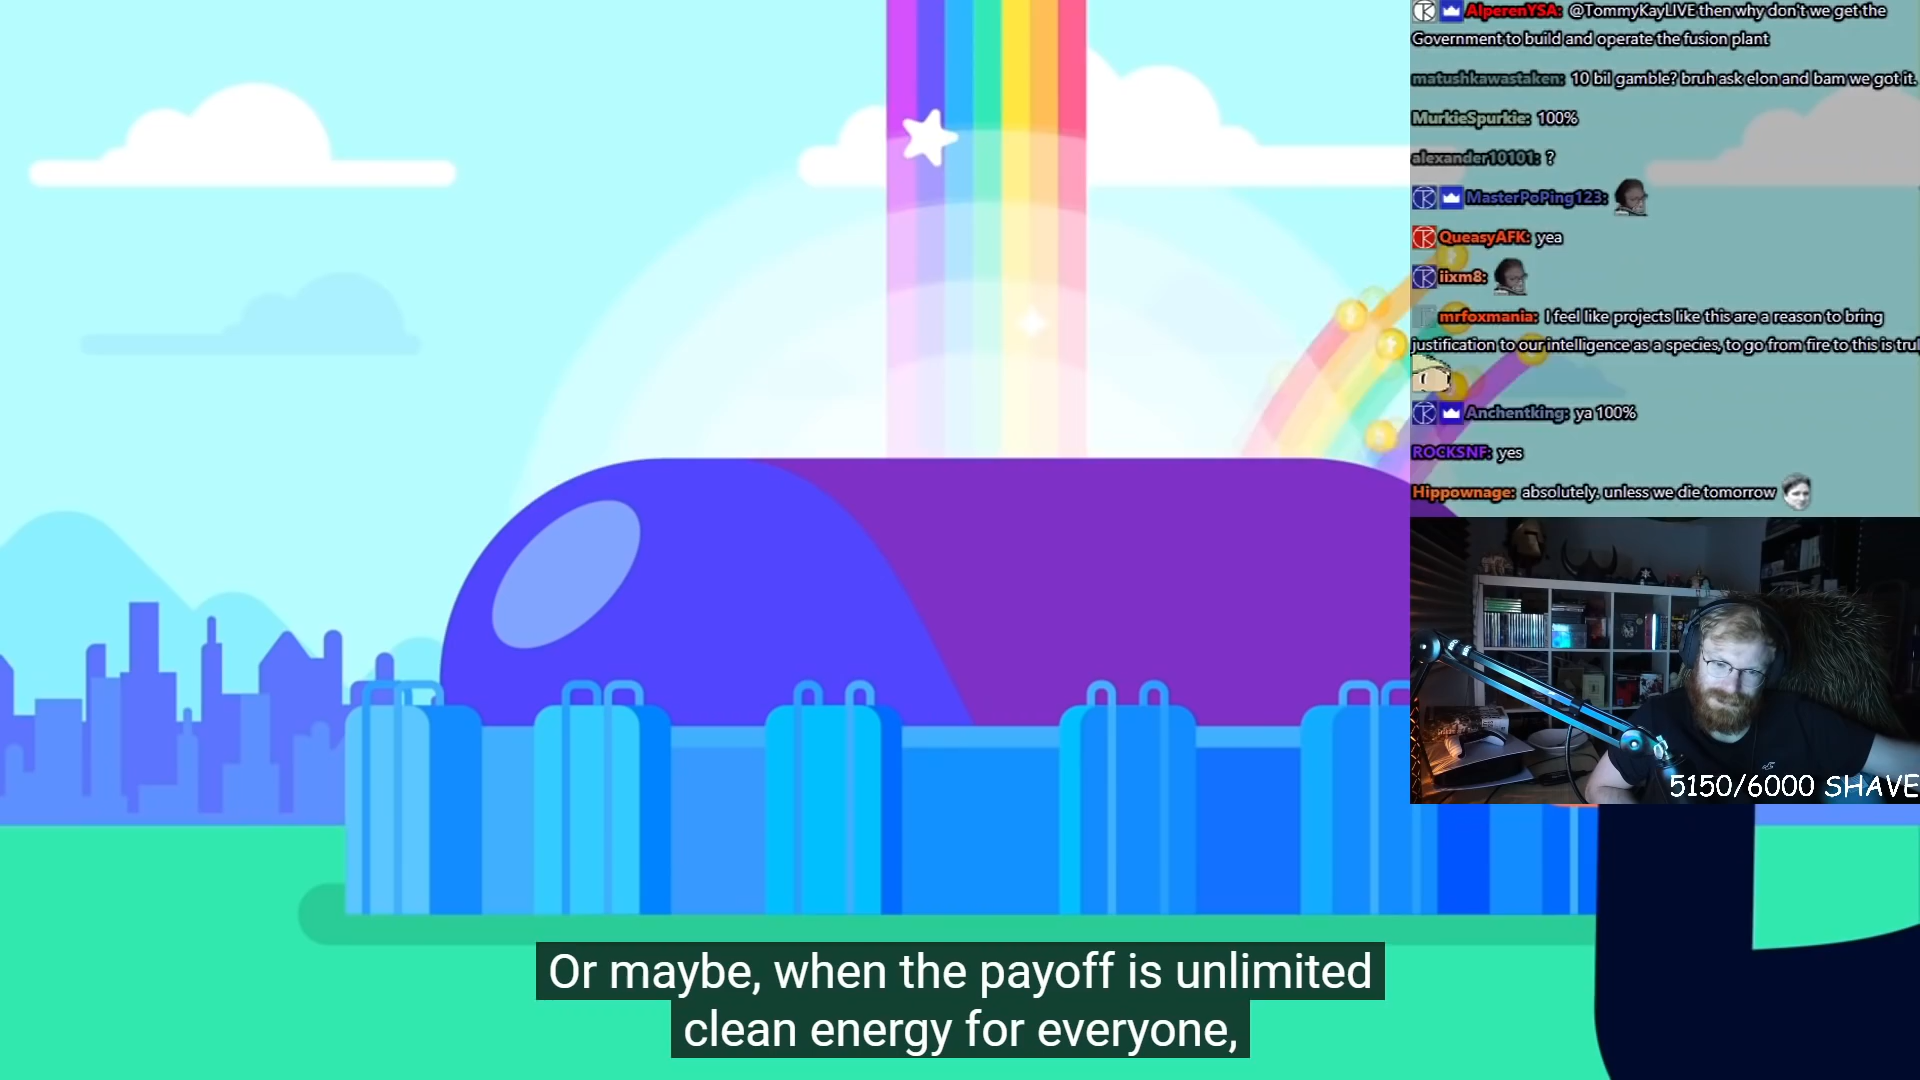 AlperenYSA: @TommyKayLIVE then why don't we get the
Government to build and operate the fusion plant
matushkawastaken: 10 bil gamble? bruh ask elon and bam we got it.
MurkieSpurkie: 100%
alexander10101: ?
MasterPoPing123:
QueasyAFK: yea
iixm8:
mrfoxmania: I feel like projects like this are a reason to bring
justification to our intelligence as a species, to go from fire to this is trul
Anchentking: ya 100%
ROCKSNF: yes
Hippownage: absolutely. unless we die tomorrow
5150/6000 SHAVE
Or maybe, when the payoff is unlimited
clean energy for everyone,